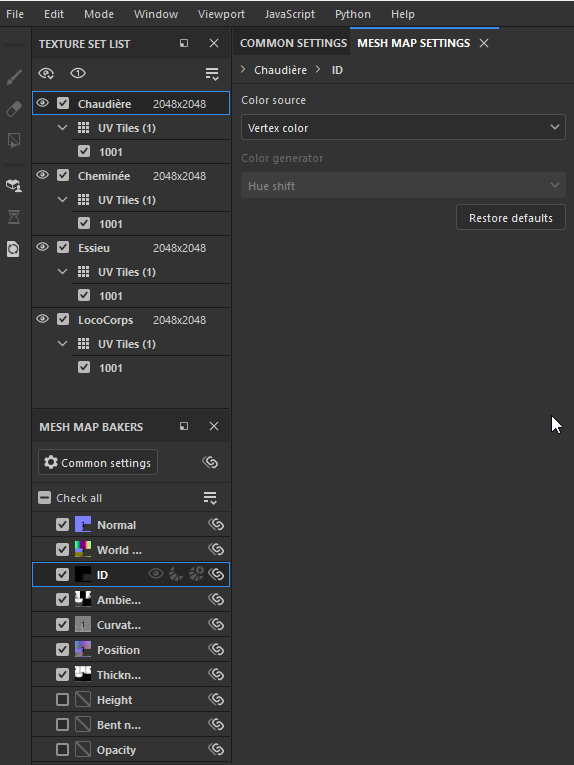 File Edit Mode Window Viewport JavaScript Python Help
TEXTURE SET LIST
Chaudière 2048x2048
UV Tiles (1)
1001
Cheminée 2048x2048
UV Tiles (1)
1001
Essieu 2048x2048
UV Tiles (1)
1001
LocoCorps 2048x2048
UV Tiles (1)
1001
MESH MAP BAKERS
Common settings
Check all
Normal
World ...
ID
Ambie...
Curvat...
Position
Thickn...
Height
Bent n...
Opacity
COMMON SETTINGS MESH MAP SETTINGS
Chaudière > ID
Color source
Vertex color
Color generator
Hue shift
Restore defaults